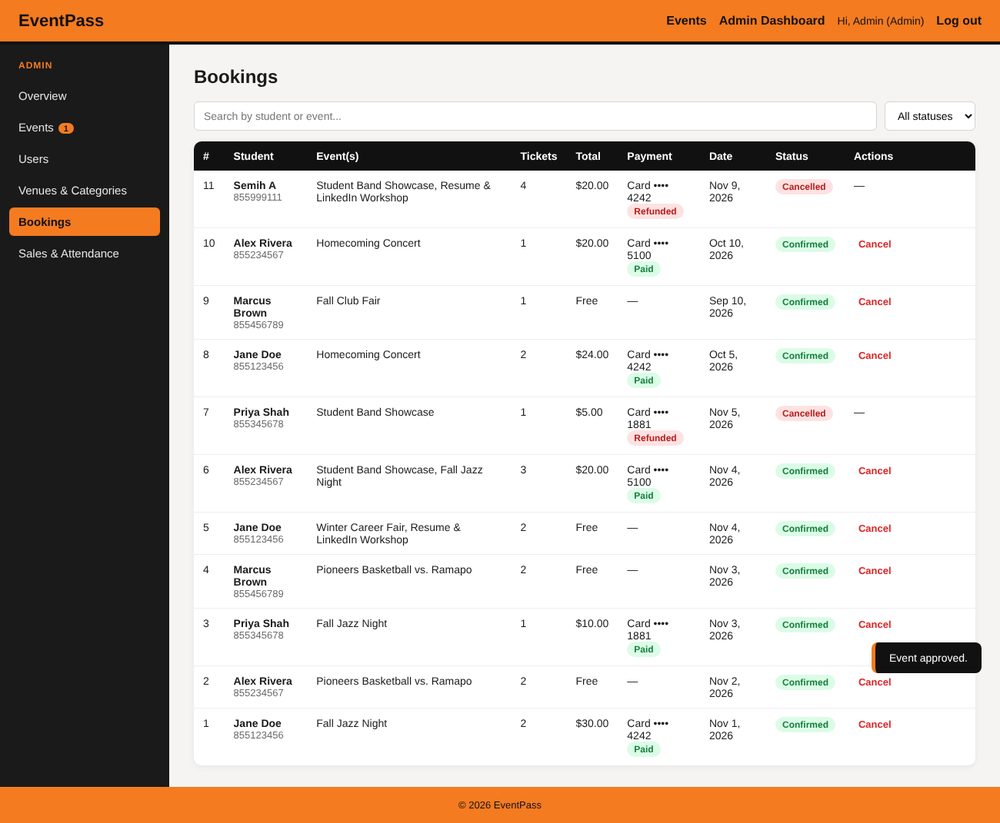 EventPass
Events Admin Dashboard Hi, Admin (Admin) Log out
ADMIN
Overview
Events 1
Users
Venues & Categories
Bookings
Sales & Attendance
Bookings
Search by student or event...
All statuses
# Student Event(s) Tickets Total Payment Date Status Actions
11 Semih A Student Band Showcase, Resume & 4 $20.00 Card •••• Nov 9, Cancelled —
855999111 LinkedIn Workshop 4242 2026
Refunded
10 Alex Rivera Homecoming Concert 1 $20.00 Card •••• Oct 10, Confirmed Cancel
855234567 5100 2026
Paid
9 Marcus Fall Club Fair 1 Free — Sep 10, Confirmed Cancel
Brown 2026
855456789
8 Jane Doe Homecoming Concert 2 $24.00 Card •••• Oct 5, Confirmed Cancel
855123456 4242 2026
Paid
7 Priya Shah Student Band Showcase 1 $5.00 Card •••• Nov 5, Cancelled —
855345678 1881 2026
Refunded
6 Alex Rivera Student Band Showcase, Fall Jazz 3 $20.00 Card •••• Nov 4, Confirmed Cancel
855234567 Night 5100 2026
Paid
5 Jane Doe Winter Career Fair, Resume & 2 Free — Nov 4, Confirmed Cancel
855123456 LinkedIn Workshop 2026
4 Marcus Pioneers Basketball vs. Ramapo 2 Free — Nov 3, Confirmed Cancel
Brown 2026
855456789
3 Priya Shah Fall Jazz Night 1 $10.00 Card •••• Nov 3, Confirmed Cancel
855345678 1881 2026
Paid
Event approved.
2 Alex Rivera Pioneers Basketball vs. Ramapo 2 Free — Nov 2, Confirmed Cancel
855234567 2026
1 Jane Doe Fall Jazz Night 2 $30.00 Card •••• Nov 1, Confirmed Cancel
855123456 4242 2026
Paid
© 2026 EventPass